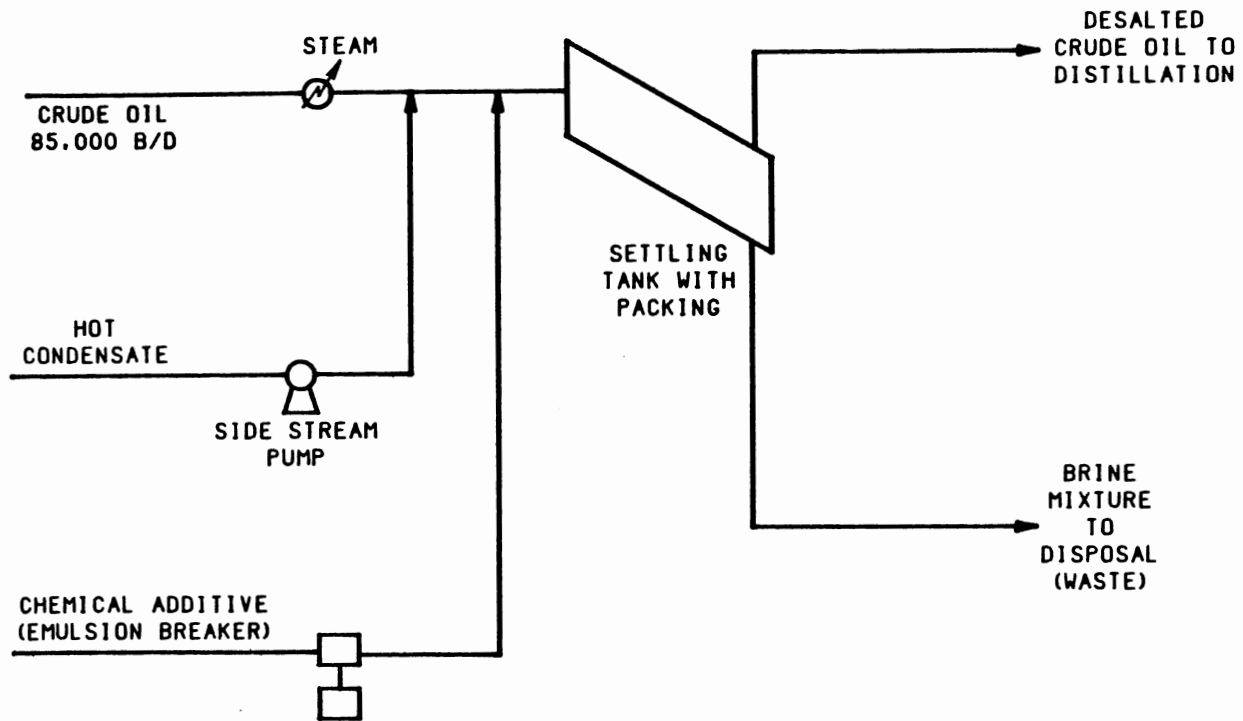 STEAM
CRUDE OIL
85.000 B/D
DESALTED
CRUDE OIL TO
DISTILLATION
SETTLING
TANK WITH
PACKING
HOT
CONDENSATE
SIDE STREAM
PUMP
BRINE
MIXTURE
TO
DISPOSAL
(WASTE)
CHEMICAL ADDITIVE
(EMULSION BREAKER)